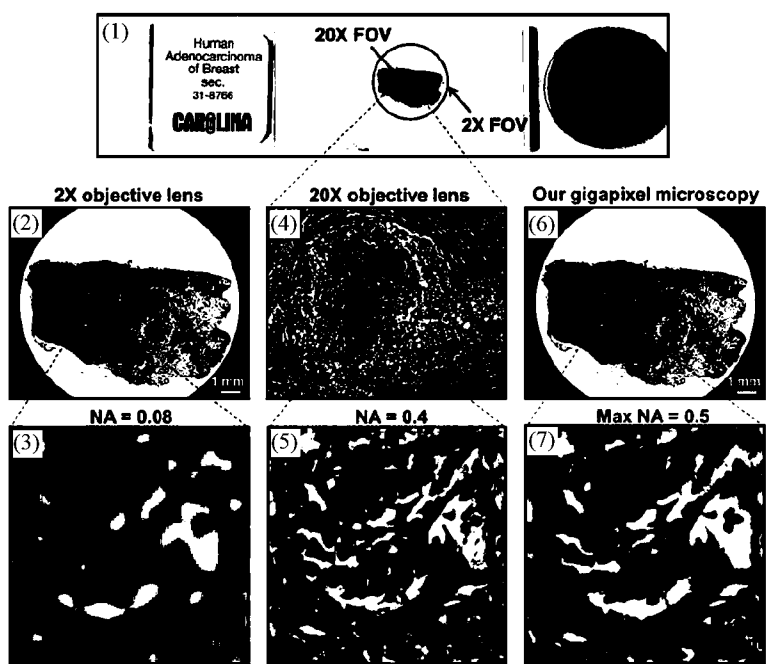 (1)
Human
Adenocarcinoma
of Breast
sec.
31-8766
CAROLINA
20X FOV
2X FOV
2X objective lens
20X objective lens
Our gigapixel microscopy
(2)
(4)
(6)
1 mm
1 mm
NA = 0.08
NA = 0.4
Max NA = 0.5
(3)
(5)
(7)